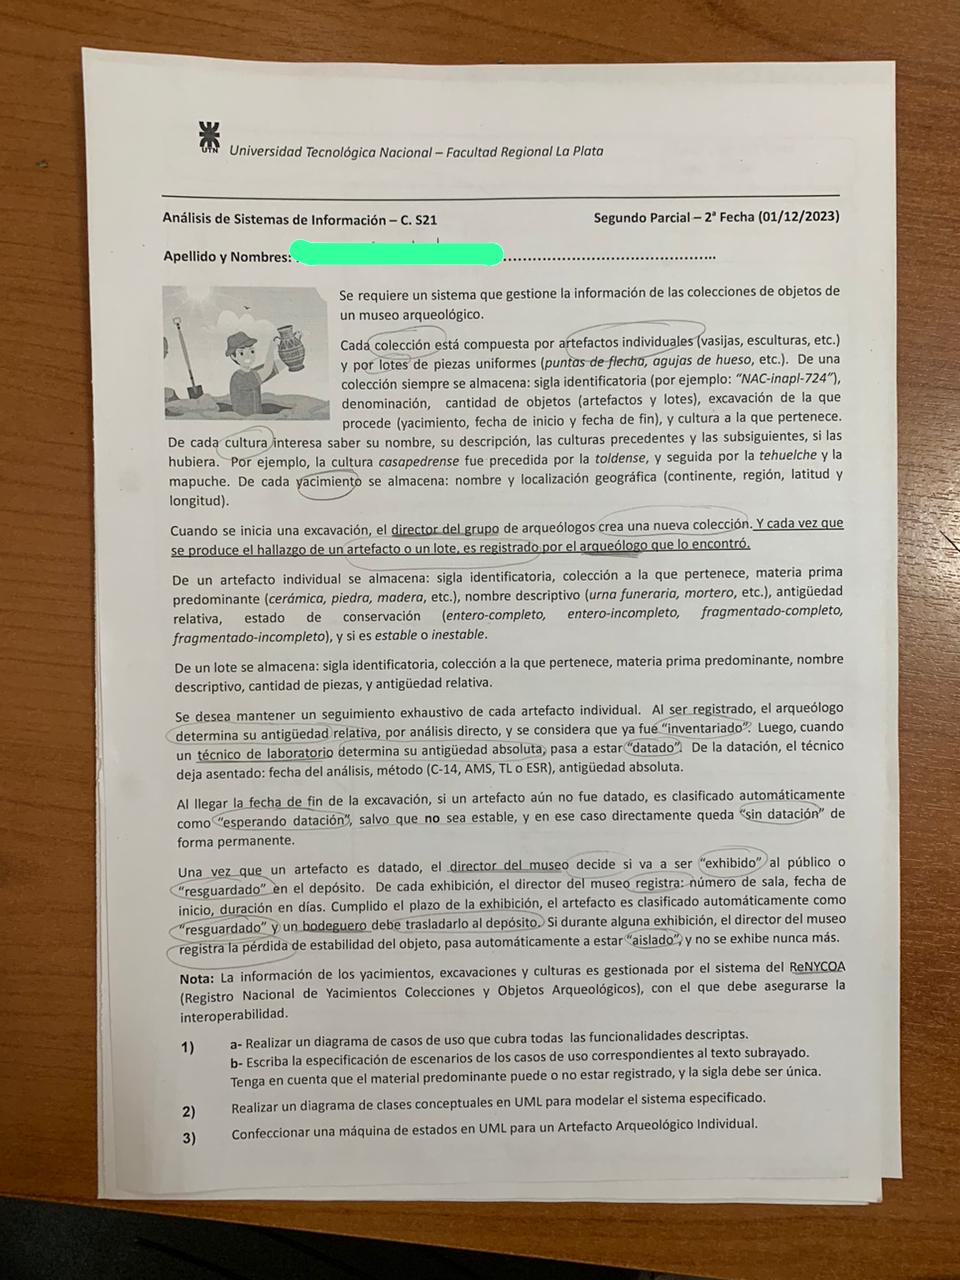 UTN
Universidad Tecnológica Nacional – Facultad Regional La Plata
Análisis de Sistemas de Información – C. S21
Segundo Parcial – 2ª Fecha (01/12/2023)
Apellido y Nombres:
Se requiere un sistema que gestione la información de las colecciones de objetos de
un museo arqueológico.
Cada colección está compuesta por artefactos individuales (vasijas, esculturas, etc.)
y por lotes de piezas uniformes (puntas de flecha, agujas de hueso, etc.). De una
colección siempre se almacena: sigla identificatoria (por ejemplo: “NAC-inapl-724”),
denominación, cantidad de objetos (artefactos y lotes), excavación de la que
procede (yacimiento, fecha de inicio y fecha de fin), y cultura a la que pertenece.
De cada cultura interesa saber su nombre, su descripción, las culturas precedentes y las subsiguientes, si las
hubiera. Por ejemplo, la cultura casapedrense fue precedida por la toldense, y seguida por la tehuelche y la
mapuche. De cada yacimiento se almacena: nombre y localización geográfica (continente, región, latitud y
longitud).
Cuando se inicia una excavación, el director del grupo de arqueólogos crea una nueva colección. Y cada vez que
se produce el hallazgo de un artefacto o un lote, es registrado por el arqueólogo que lo encontró.
De un artefacto individual se almacena: sigla identificatoria, colección a la que pertenece, materia prima
predominante (cerámica, piedra, madera, etc.), nombre descriptivo (urna funeraria, mortero, etc.), antigüedad
relativa, estado de conservación (entero-completo, entero-incompleto, fragmentado-completo,
fragmentado-incompleto), y si es estable o inestable.
De un lote se almacena: sigla identificatoria, colección a la que pertenece, materia prima predominante, nombre
descriptivo, cantidad de piezas, y antigüedad relativa.
Se desea mantener un seguimiento exhaustivo de cada artefacto individual. Al ser registrado, el arqueólogo
determina su antigüedad relativa, por análisis directo, y se considera que ya fué “inventariado”. Luego, cuando
un técnico de laboratorio determina su antigüedad absoluta, pasa a estar “datado”. De la datación, el técnico
deja asentado: fecha del análisis, método (C-14, AMS, TL o ESR), antigüedad absoluta.
Al llegar la fecha de fin de la excavación, si un artefacto aún no fue datado, es clasificado automáticamente
como “esperando datación”, salvo que no sea estable, y en ese caso directamente queda “sin datación” de
forma permanente.
Una vez que un artefacto es datado, el director del museo decide si va a ser “exhibido” al público o
“resguardado” en el depósito. De cada exhibición, el director del museo registra: número de sala, fecha de
inicio, duración en días. Cumplido el plazo de la exhibición, el artefacto es clasificado automáticamente como
“resguardado” y un bodeguero debe trasladarlo al depósito. Si durante alguna exhibición, el director del museo
registra la pérdida de estabilidad del objeto, pasa automáticamente a estar “aislado”, y no se exhibe nunca más.
Nota: La información de los yacimientos, excavaciones y culturas es gestionada por el sistema del ReNYCOA
(Registro Nacional de Yacimientos Colecciones y Objetos Arqueológicos), con el que debe asegurarse la
interoperabilidad.
1) a- Realizar un diagrama de casos de uso que cubra todas las funcionalidades descriptas.
b- Escriba la especificación de escenarios de los casos de uso correspondientes al texto subrayado.
Tenga en cuenta que el material predominante puede o no estar registrado, y la sigla debe ser única.
2) Realizar un diagrama de clases conceptuales en UML para modelar el sistema especificado.
3) Confeccionar una máquina de estados en UML para un Artefacto Arqueológico Individual.